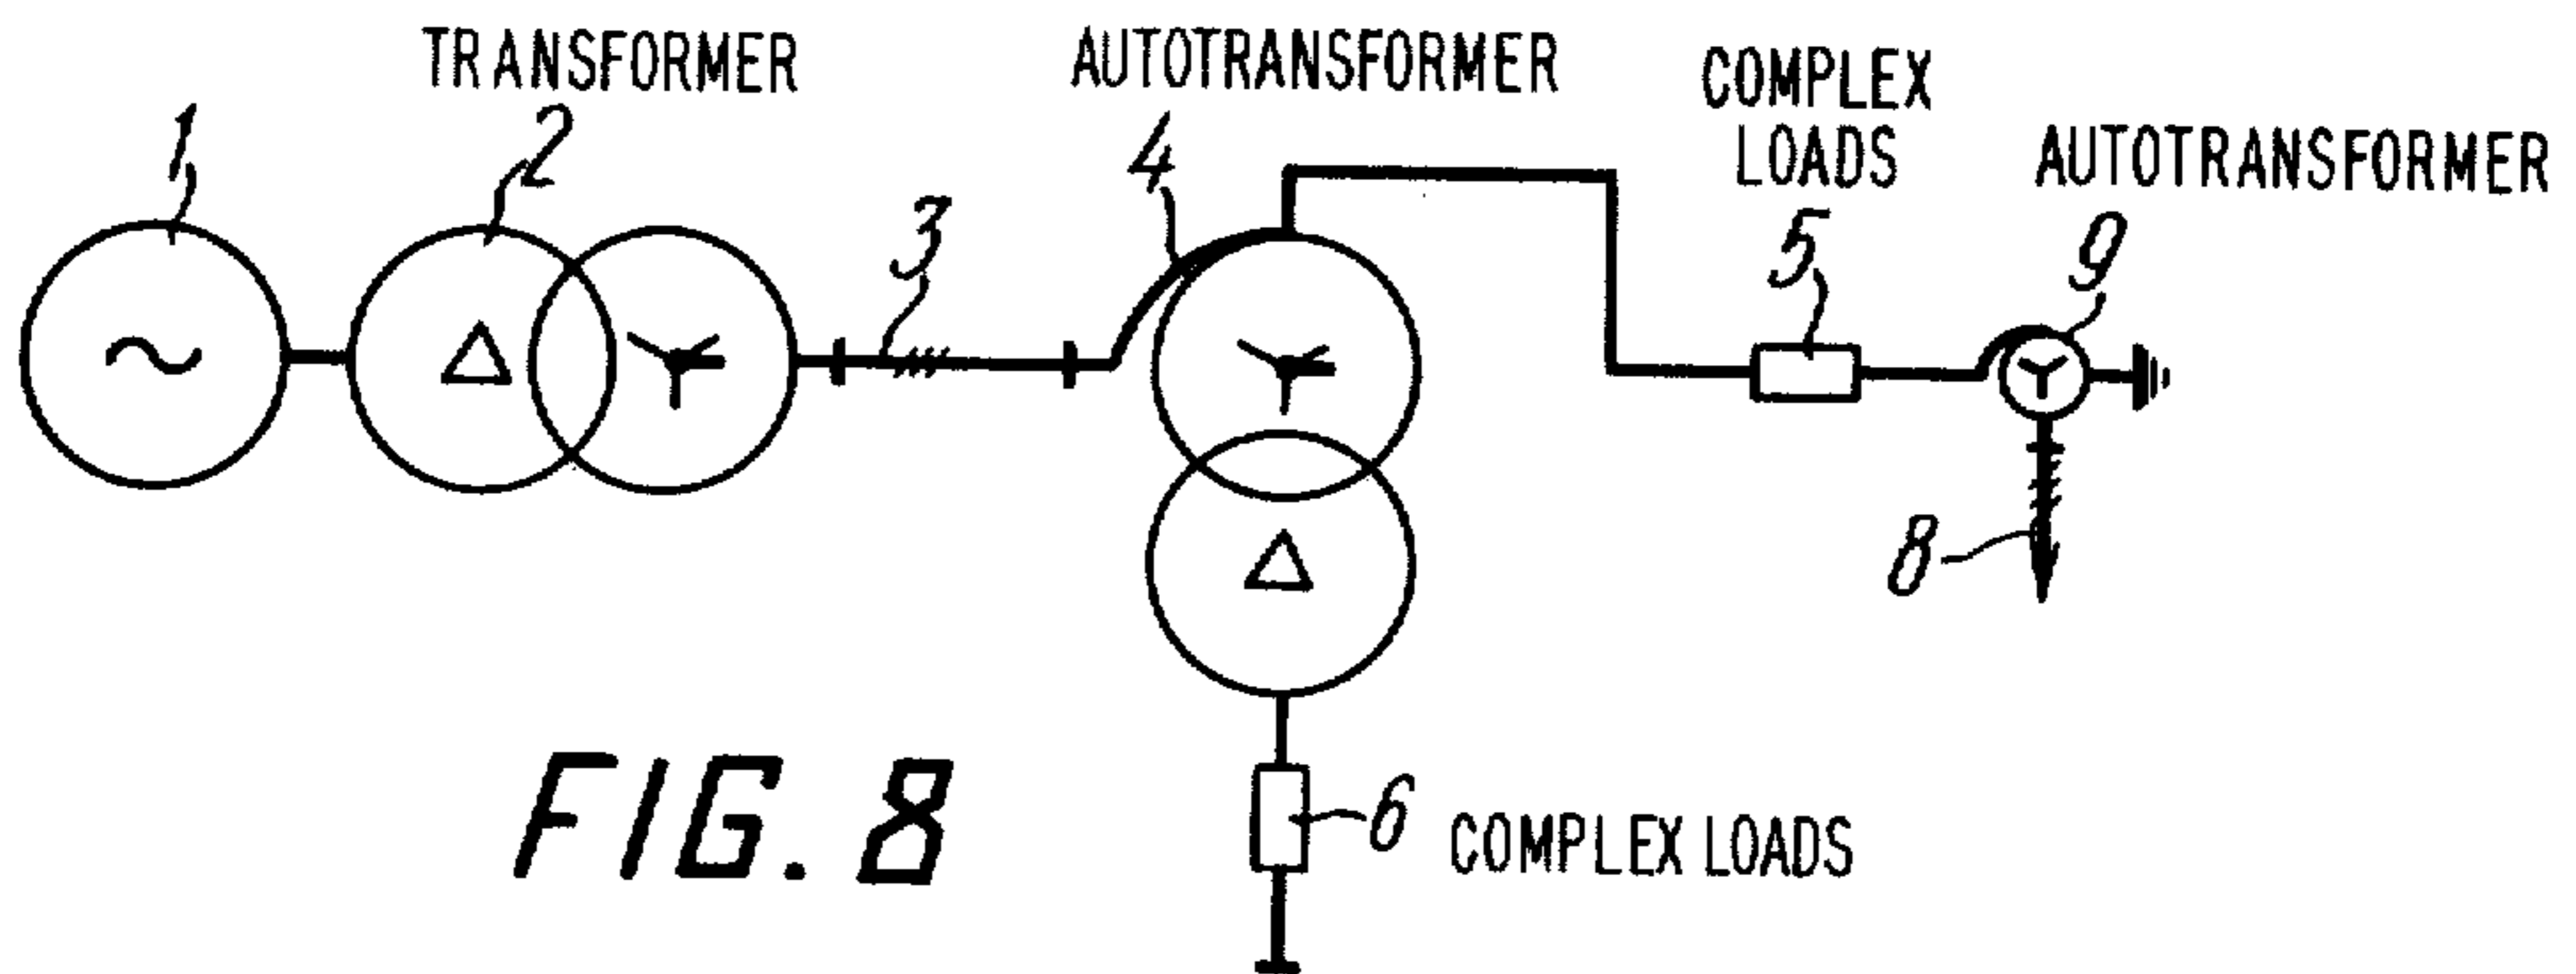 TRANSFORMER
AUTOTRANSFORMER
COMPLEX
LOADS
AUTOTRANSFORMER
1
2
3
4
5
9
8
6
COMPLEX LOADS
FIG. 8